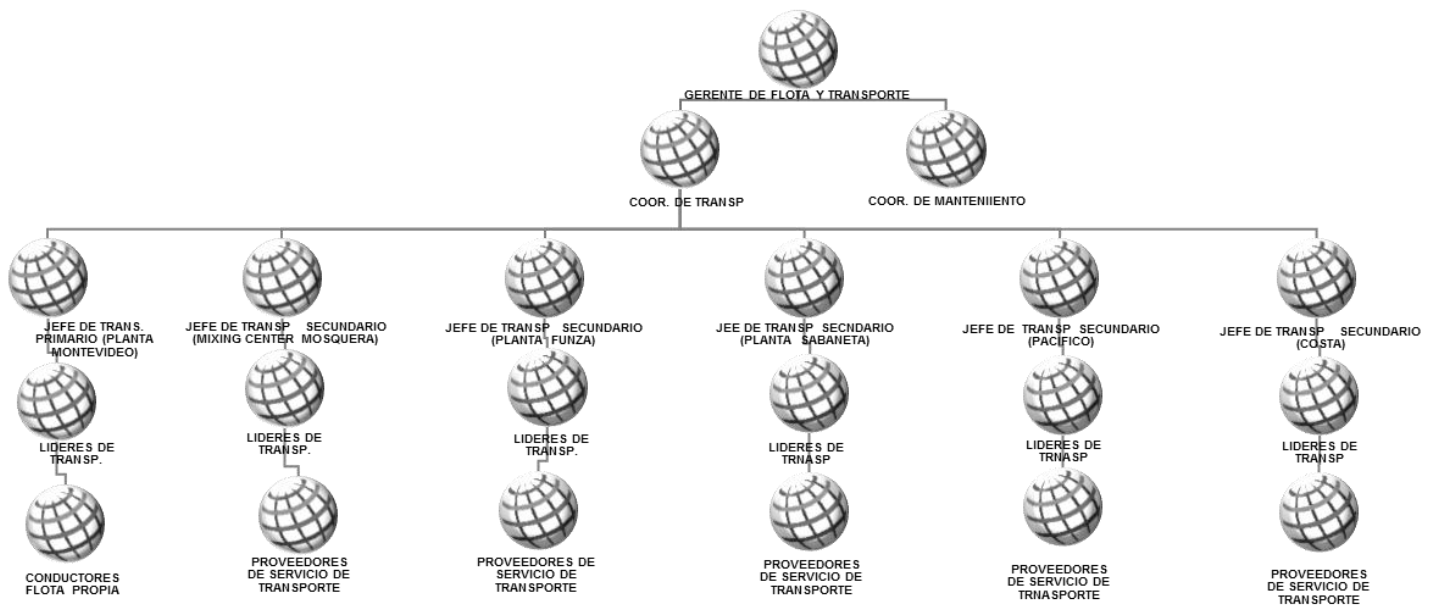 GERENTE DE FLOTA Y TRANSPORTE
COOR. DE TRANSP
COOR. DE MANTENIIENTO
JEFE DE TRANS.
PRIMARIO (PLANTA
MONTEVIDEO)
JEFE DE TRANSP SECUNDARIO
(MIXING CENTER MOSQUERA)
JEFE DE TRANSP SECUNDARIO
(PLANTA FUNZA)
JEE DE TRANSP SECNDARIO
(PLANTA SABANETA)
JEFE DE TRANSP SECUNDARIO
(PACIFICO)
JEFE DE TRANSP SECUNDARIO
(COSTA)
LIDERES DE
TRANSP.
LIDERES DE
TRANSP.
LIDERES DE
TRANSP.
LIDERES DE
TRNASP
LIDERES DE
TRNASP
LIDERES DE
TRANSP
CONDUCTORES
FLOTA PROPIA
PROVEEDORES
DE SERVICIO DE
TRANSPORTE
PROVEEDORES DE
SERVICIO DE
TRANSPORTE
PROVEEDORES
DE SERVICIO DE
TRANSPORTE
PROVEEDORES
DE SERVICIO DE
TRNASPORTE
PROVEEDORES
DE SERVICIO DE
TRANSPORTE